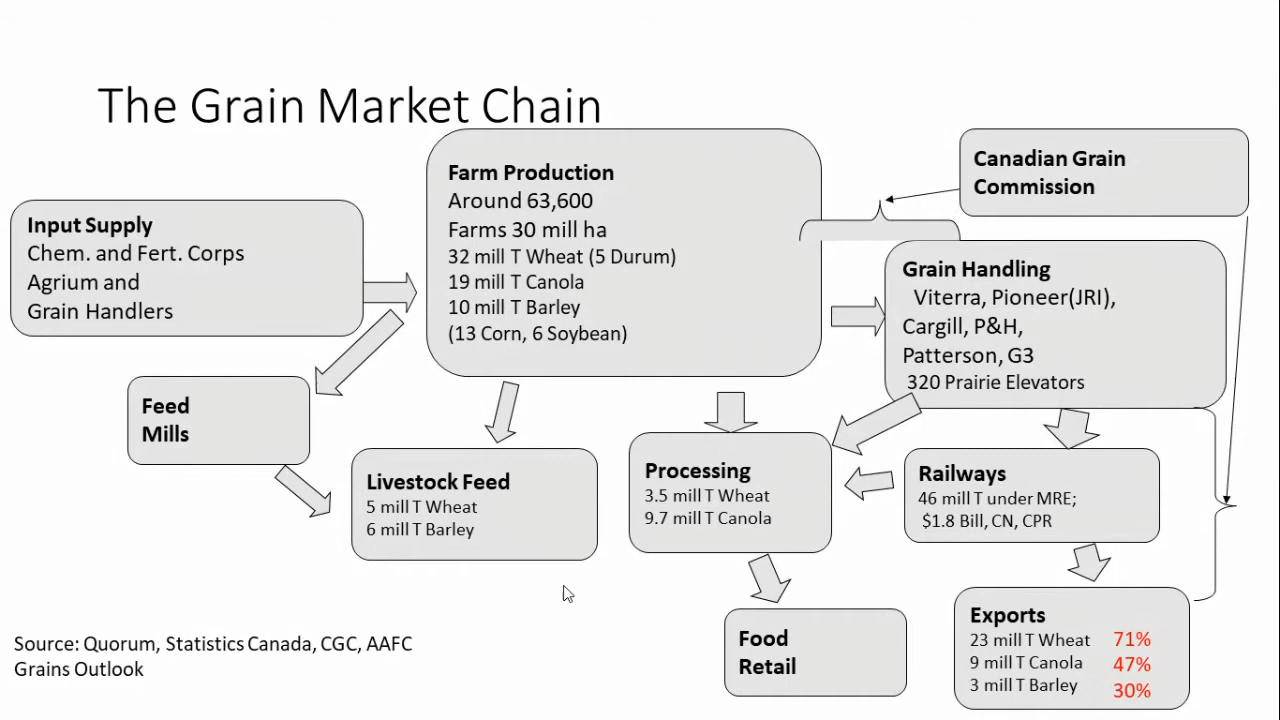 The Grain Market Chain
Input Supply
Chem. and Fert. Corps
Agrium and
Grain Handlers
Farm Production
Around 63,600
Farms 30 mill ha
32 mill T Wheat (5 Durum)
19 mill T Canola
10 mill T Barley
(13 Corn, 6 Soybean)
Canadian Grain
Commission
Grain Handling
Viterra, Pioneer(JRI),
Cargill, P&H,
Patterson, G3
320 Prairie Elevators
Feed
Mills
Livestock Feed
5 mill T Wheat
6 mill T Barley
Processing
3.5 mill T Wheat
9.7 mill T Canola
Railways
46 mill T under MRE;
$1.8 Bill, CN, CPR
Food
Retail
Exports
23 mill T Wheat 71%
9 mill T Canola 47%
3 mill T Barley 30%
Source: Quorum, Statistics Canada, CGC, AAFC
Grains Outlook